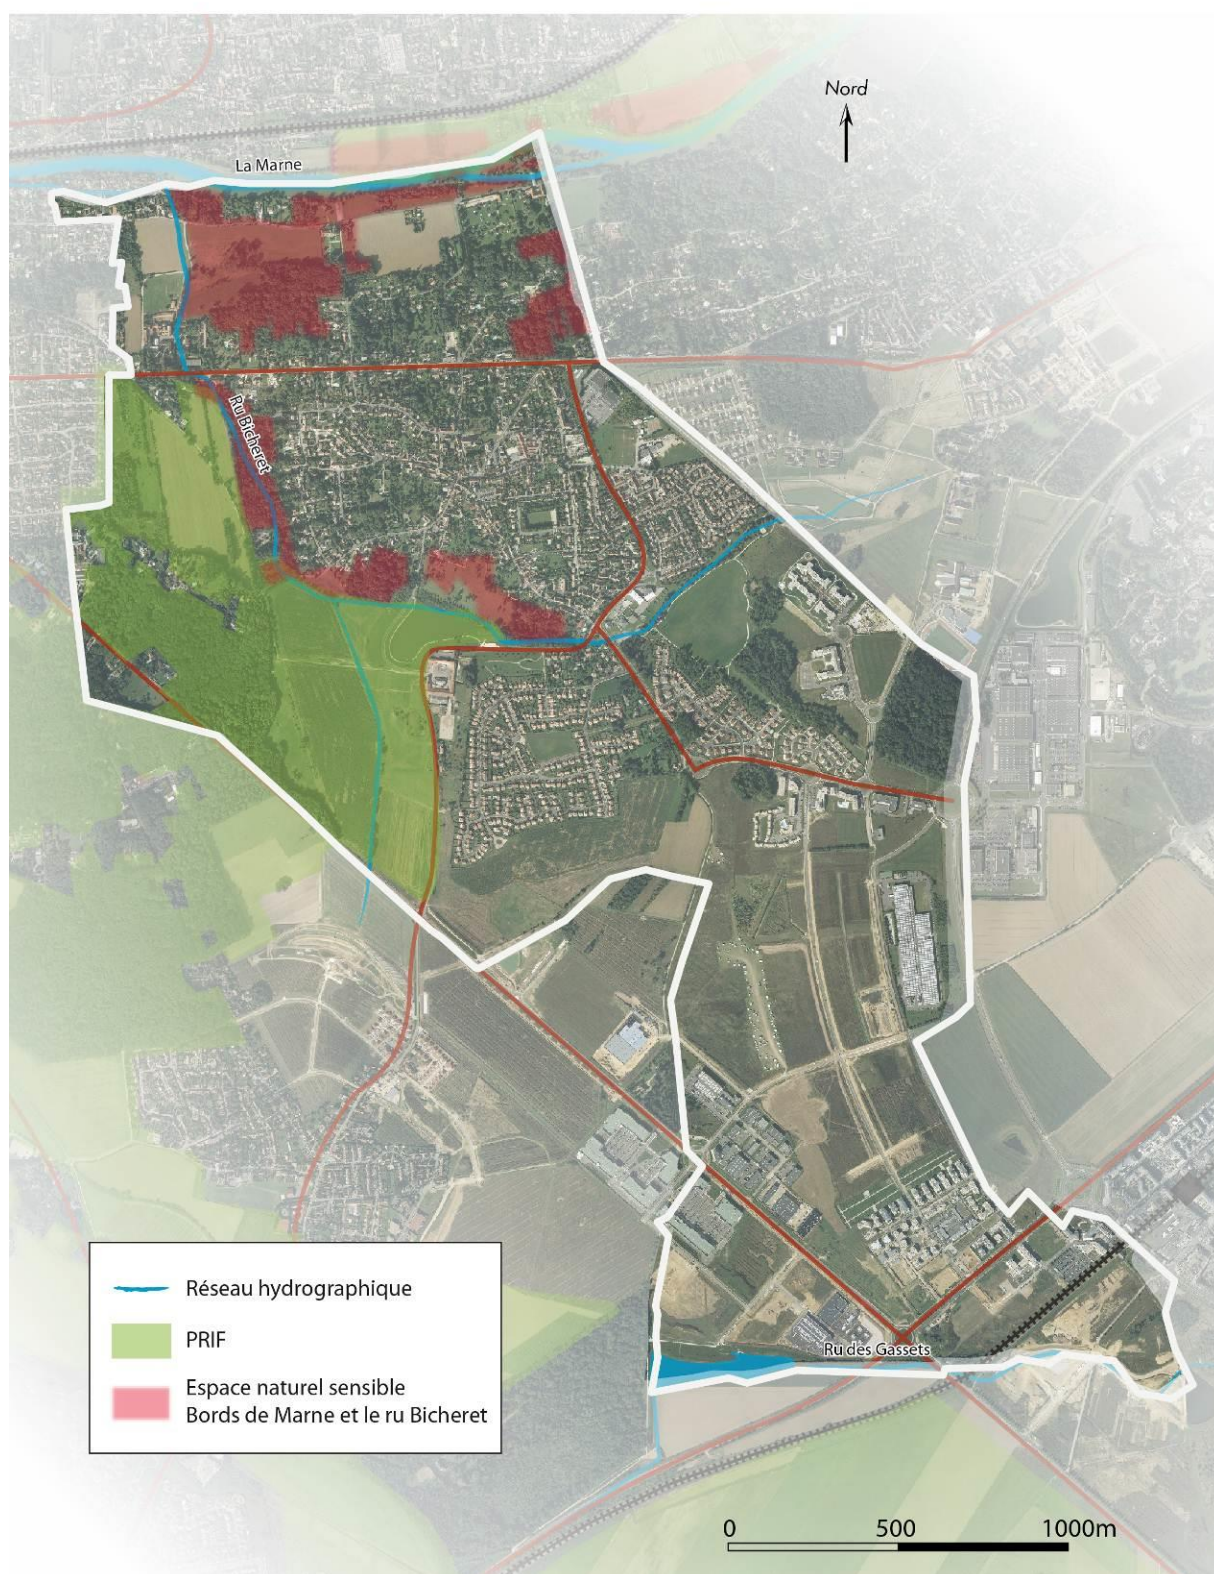 Nord
La Marne
Ru Bicheret
Réseau hydrographique
PRIF
Espace naturel sensible
Bords de Marne et le ru Bicheret
Ru des Gassets
0 500 1000m